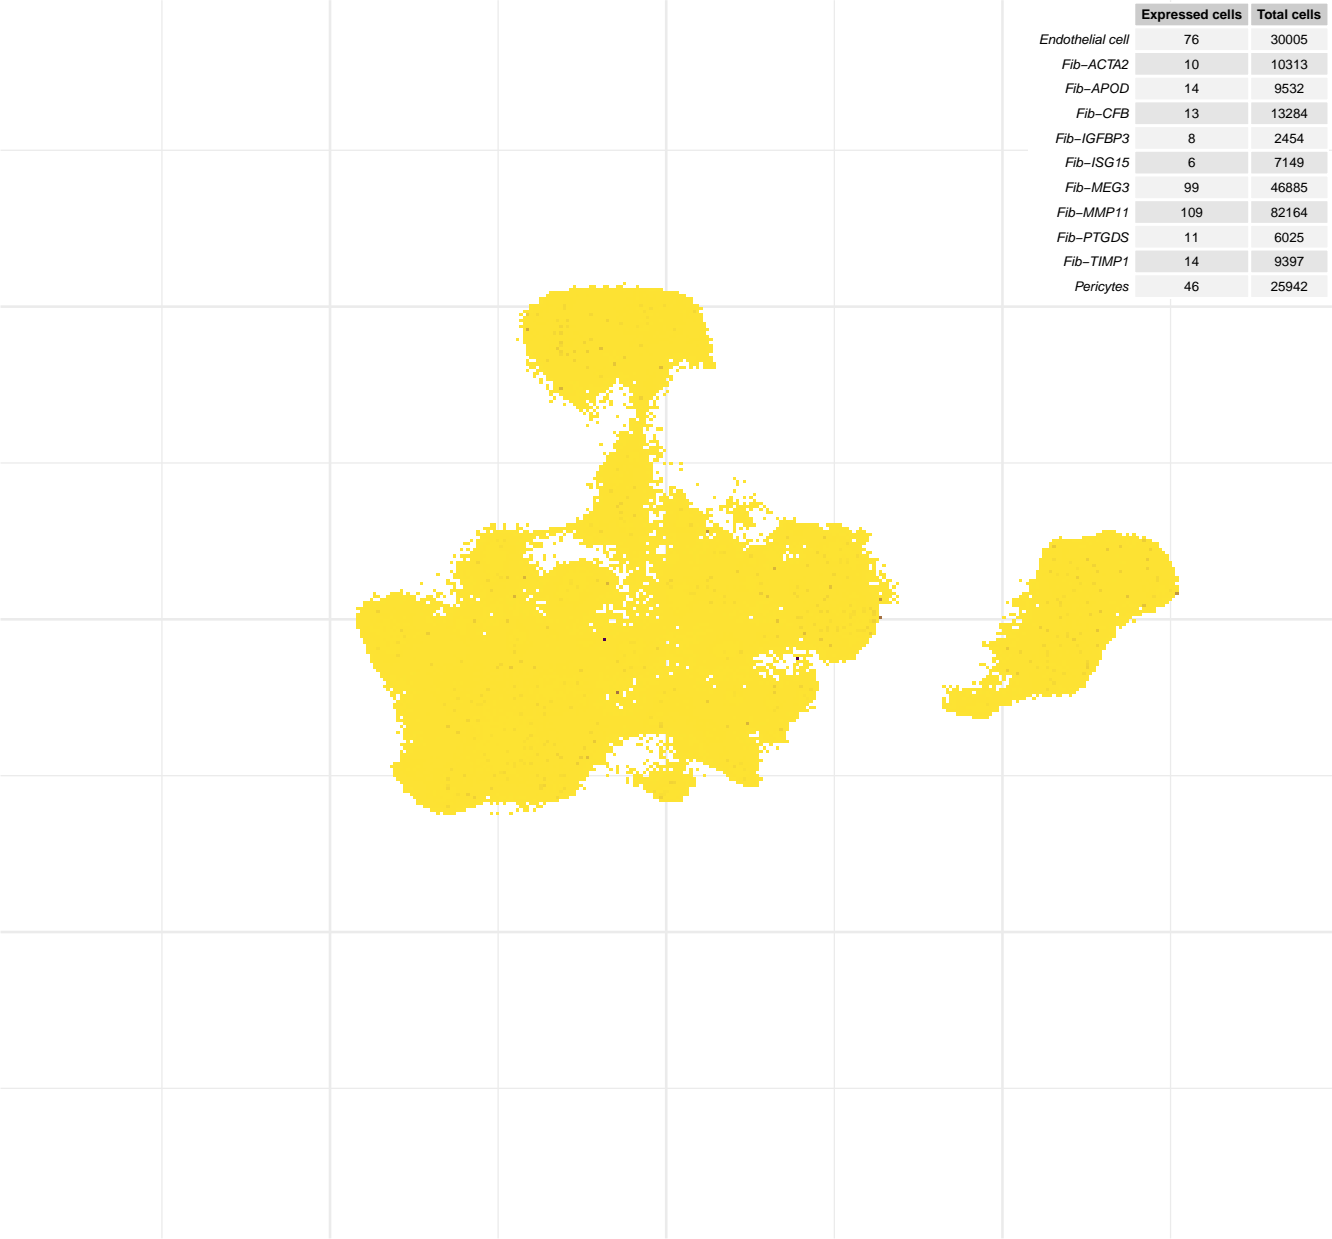 Expressed cells Total cells
Endothelial cell 76 30005
Fib−ACTA2 10 10313
Fib−APOD 14 9532
Fib−CFB 13 13284
Fib−IGFBP3 8 2454
Fib−ISG15 6 7149
Fib−MEG3 99 46885
Fib−MMP11 109 82164
Fib−PTGDS 11 6025
Fib−TIMP1 14 9397
Pericytes 46 25942